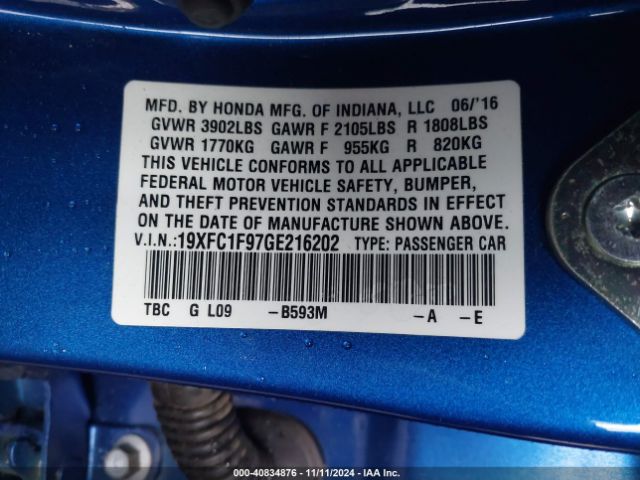 MFD. BY HONDA MFG. OF INDIANA, LLC 06/'16
GVWR 3902LBS GAWR F 2105LBS R 1808LBS
GVWR 1770KG GAWR F 955KG R 820KG
THIS VEHICLE CONFORMS TO ALL APPLICABLE
FEDERAL MOTOR VEHICLE SAFETY, BUMPER,
AND THEFT PREVENTION STANDARDS IN EFFECT
ON THE DATE OF MANUFACTURE SHOWN ABOVE.
V.I.N.:19XFC1F97GE216202 TYPE: PASSENGER CAR
TBC G L09 -B593M -A -E
000-40834876 - 11/11/2024 - IAA Inc.